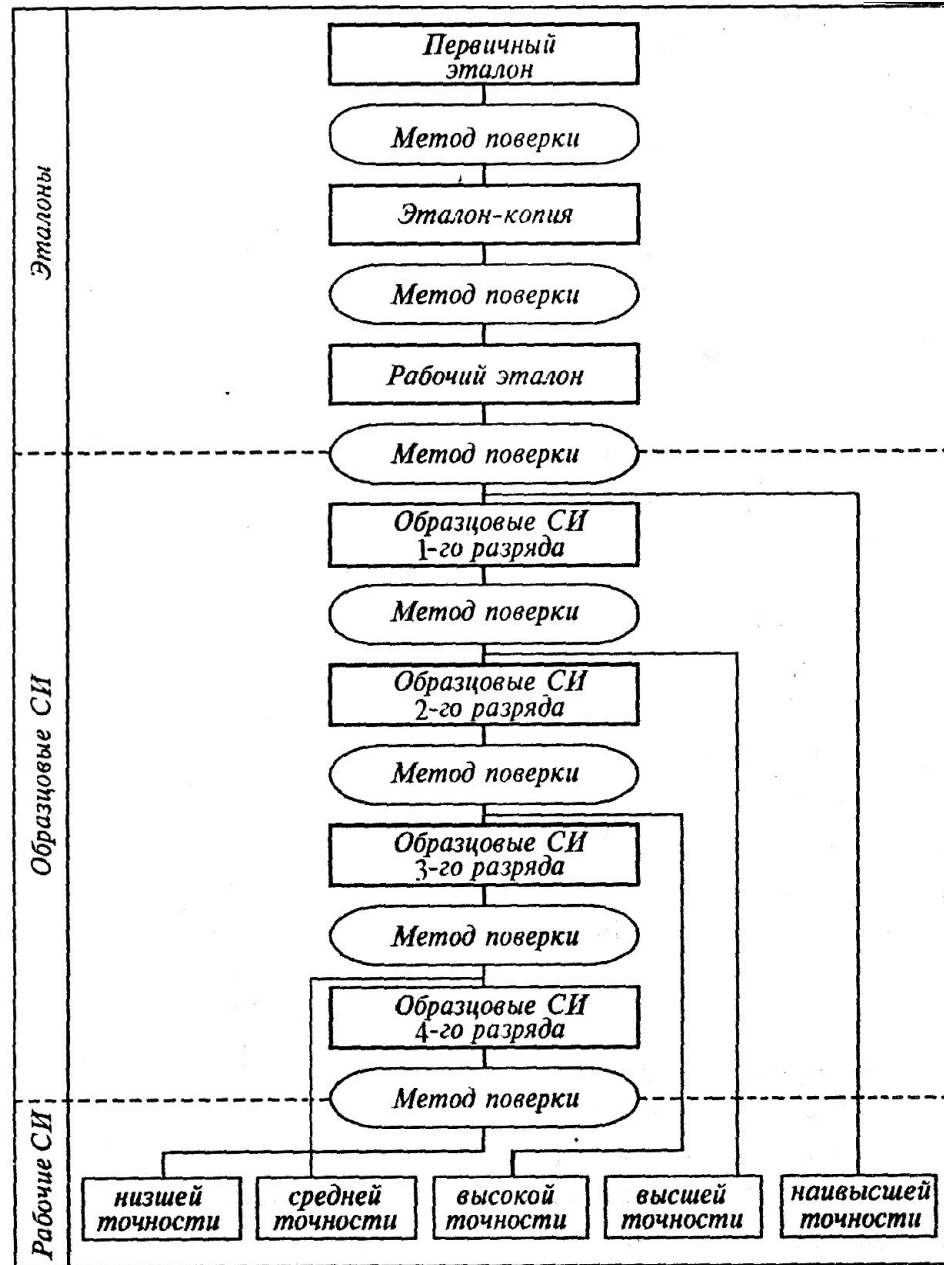 Эталоны
Первичный
эталон
Метод поверки
Эталон-копия
Метод поверки
Рабочий эталон
Метод поверки
Образцовые СИ
Образцовые СИ
1-го разряда
Метод поверки
Образцовые СИ
2-го разряда
Метод поверки
Образцовые СИ
3-го разряда
Метод поверки
Образцовые СИ
4-го разряда
Метод поверки
Рабочие СИ
низшей
точности
средней
точности
высокой
точности
высшей
точности
наивысшей
точности